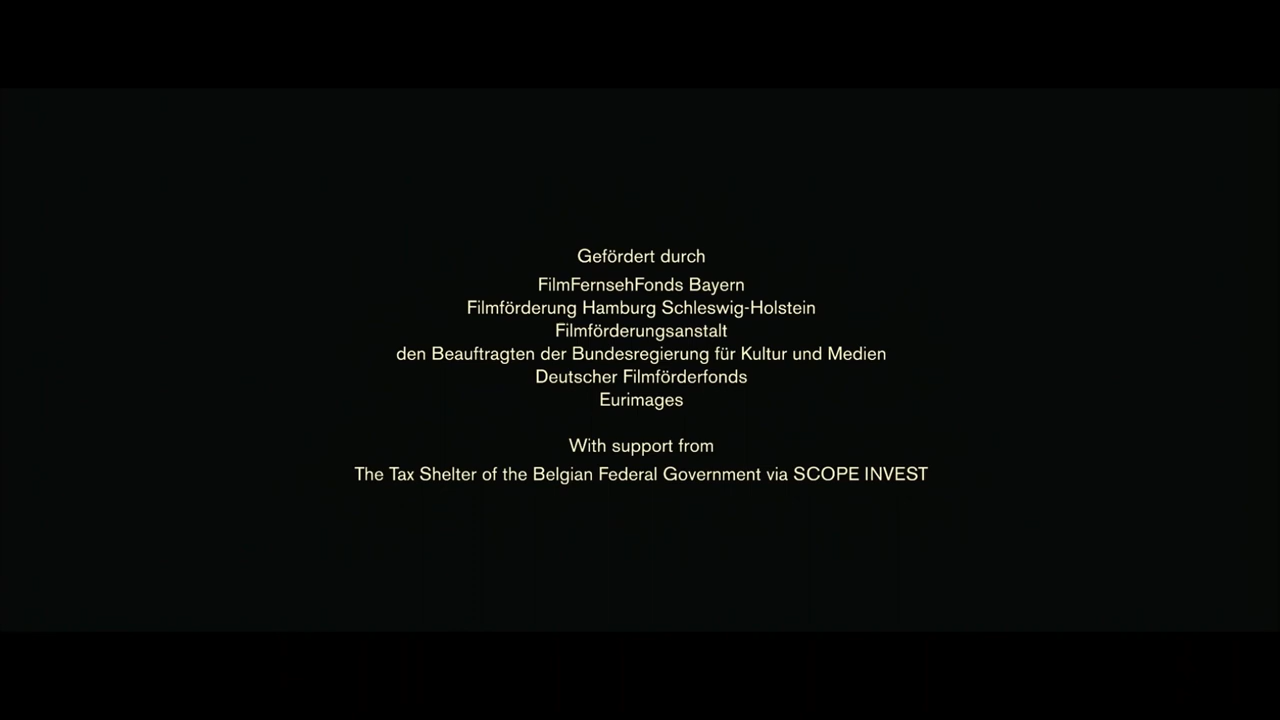 Gefördert durch
FilmFernsehFonds Bayern
Filmförderung Hamburg Schleswig-Holstein
Filmförderungsanstalt
den Beauftragten der Bundesregierung für Kultur und Medien
Deutscher Filmförderfonds
Eurimages
With support from
The Tax Shelter of the Belgian Federal Government via SCOPE INVEST